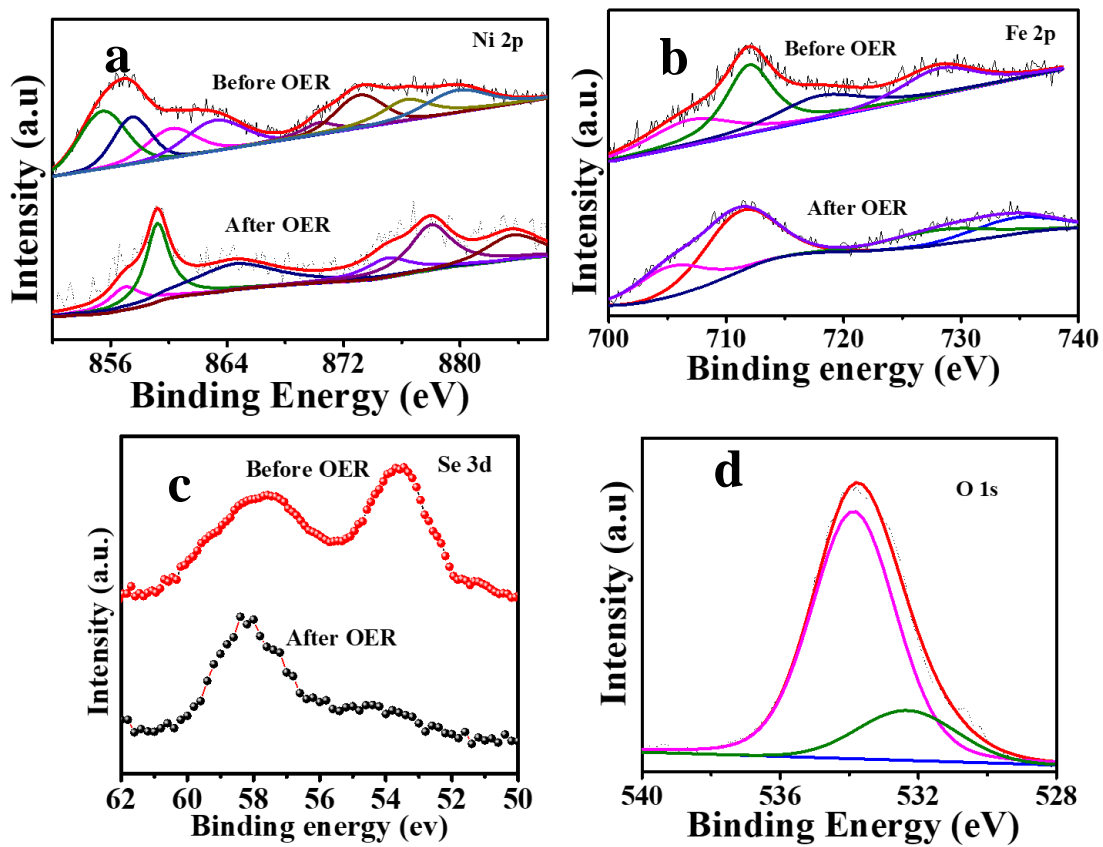 a
Ni 2p
Before OER
After OER
Intensity (a.u)
856 864 872 880
Binding Energy (eV)
b
Fe 2p
Before OER
After OER
Intensity (a.u.)
700 710 720 730 740
Binding energy (eV)
c
Se 3d
Before OER
After OER
Intensity (a.u.)
62 60 58 56 54 52 50
Binding energy (ev)
d
O 1s
Intensity (a.u)
540 536 532 528
Binding Energy (eV)